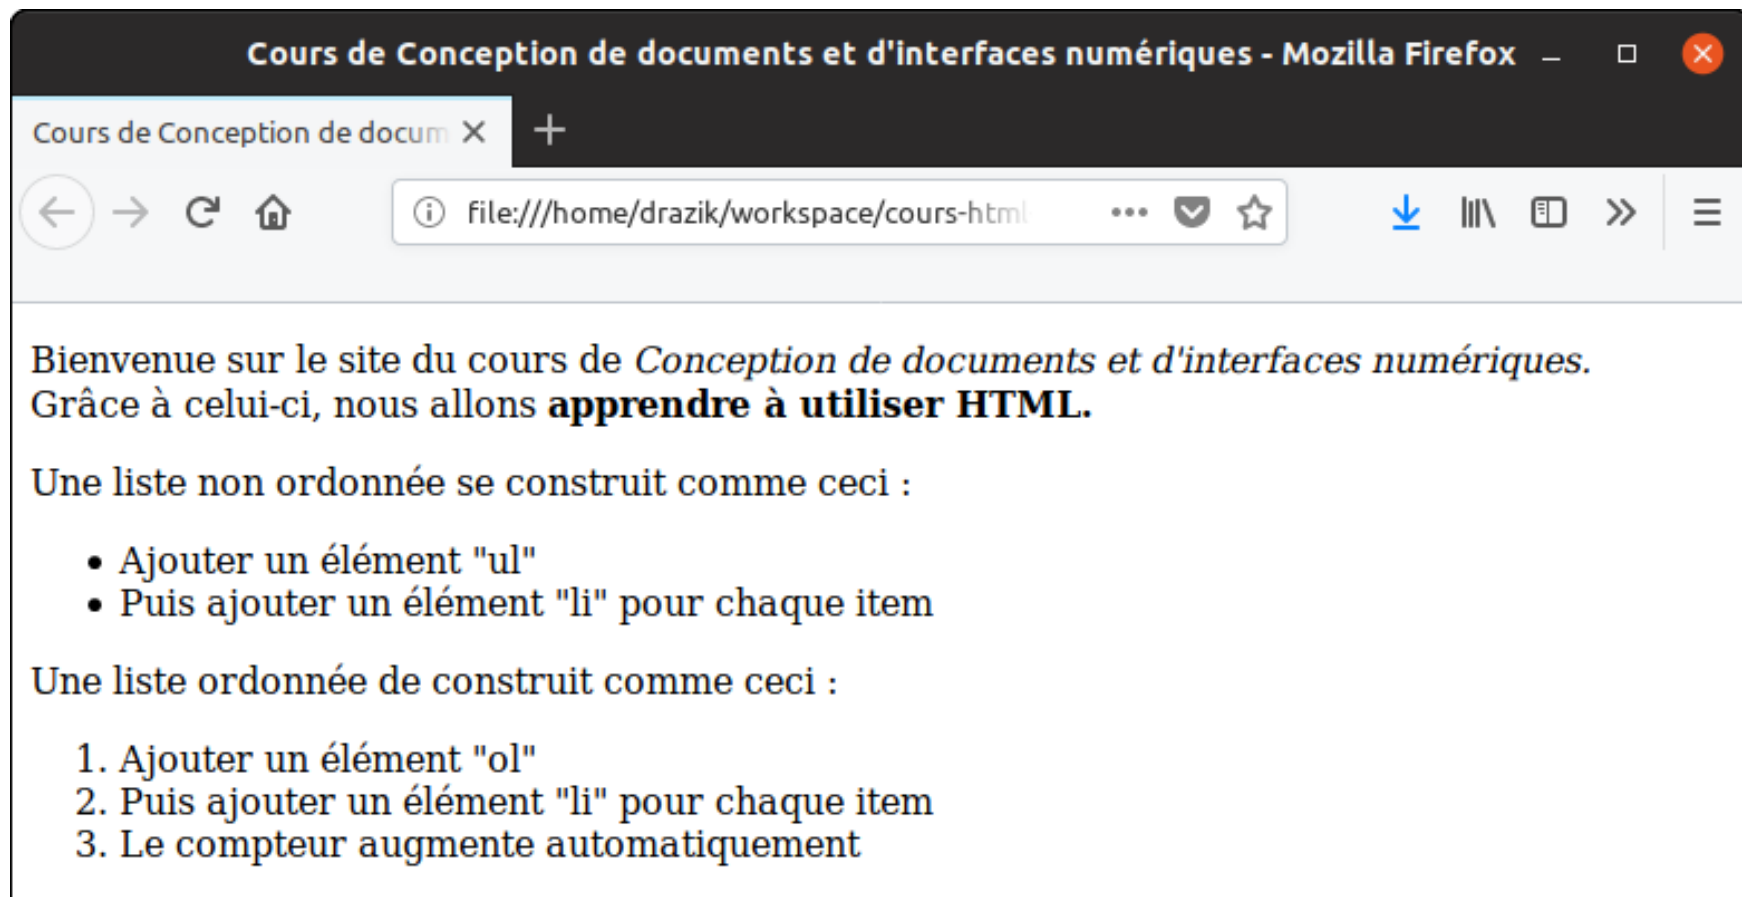 Cours de Conception de documents et d'interfaces numériques - Mozilla Firefox
Cours de Conception de docum
file:///home/drazik/workspace/cours-html
Bienvenue sur le site du cours de Conception de documents et d'interfaces numériques.
Grâce à celui-ci, nous allons apprendre à utiliser HTML.
Une liste non ordonnée se construit comme ceci :
• Ajouter un élément "ul"
• Puis ajouter un élément "li" pour chaque item
Une liste ordonnée de construit comme ceci :
1. Ajouter un élément "ol"
2. Puis ajouter un élément "li" pour chaque item
3. Le compteur augmente automatiquement